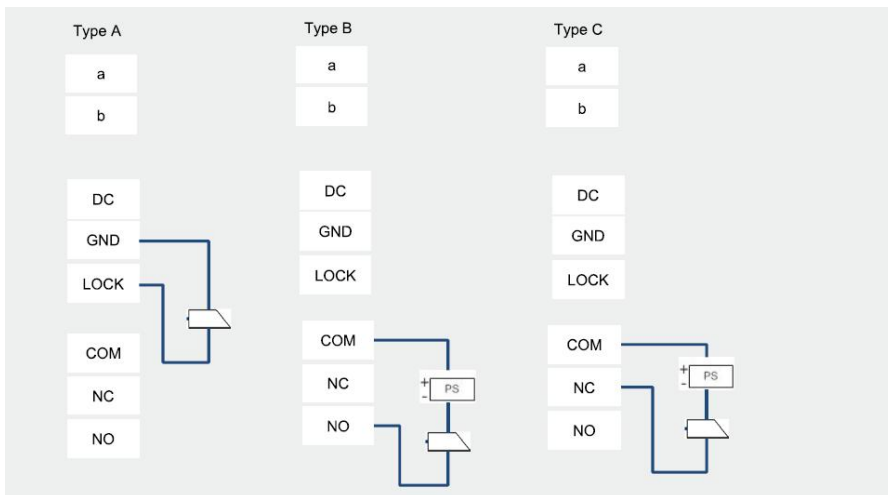 Type A
a
b
DC
GND
LOCK
COM
NC
NO
Type B
a
b
DC
GND
LOCK
COM
NC
NO
+
-
PS
Type C
a
b
DC
GND
LOCK
COM
NC
NO
+
-
PS